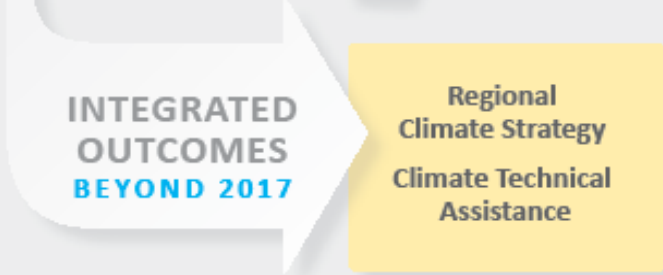 INTEGRATED
OUTCOMES
BEYOND 2017
Regional
Climate Strategy
Climate Technical
Assistance